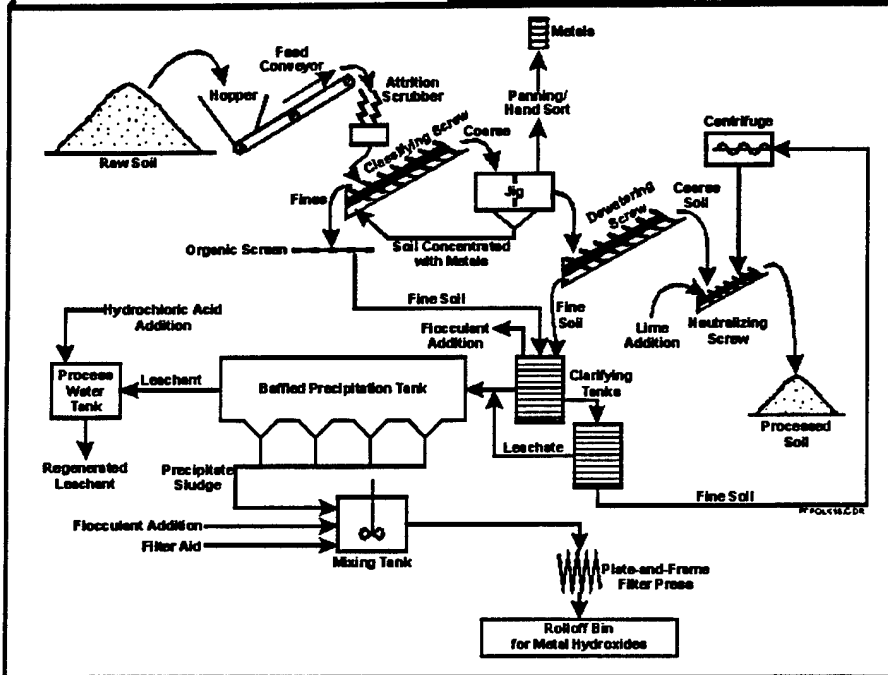 Metals
Feed
Conveyor
Hopper
Attrition
Scrubber
Panning/
Hand Sort
Raw Soil
Classifying Screw
Coarse
Centrifuge
Jig
Fines
Dewatering
Screw
Coarse
Soil
Organic Screen
Soil Concentrated
with Metals
Fine Soil
Fine
Soil
Lime
Addition
Neutralizing
Screw
Hydrochloric Acid
Addition
Flocculant
Addition
Process
Water
Tank
Leachant
Baffled Precipitation Tank
Clarifying
Tanks
Processed
Soil
Leachate
Regenerated
Leachant
Precipitate
Sludge
Fine Soil
Flocculant Addition
Filter Aid
Mixing Tank
Plate-and-Frame
Filter Press
Rolloff Bin
for Metal Hydroxides